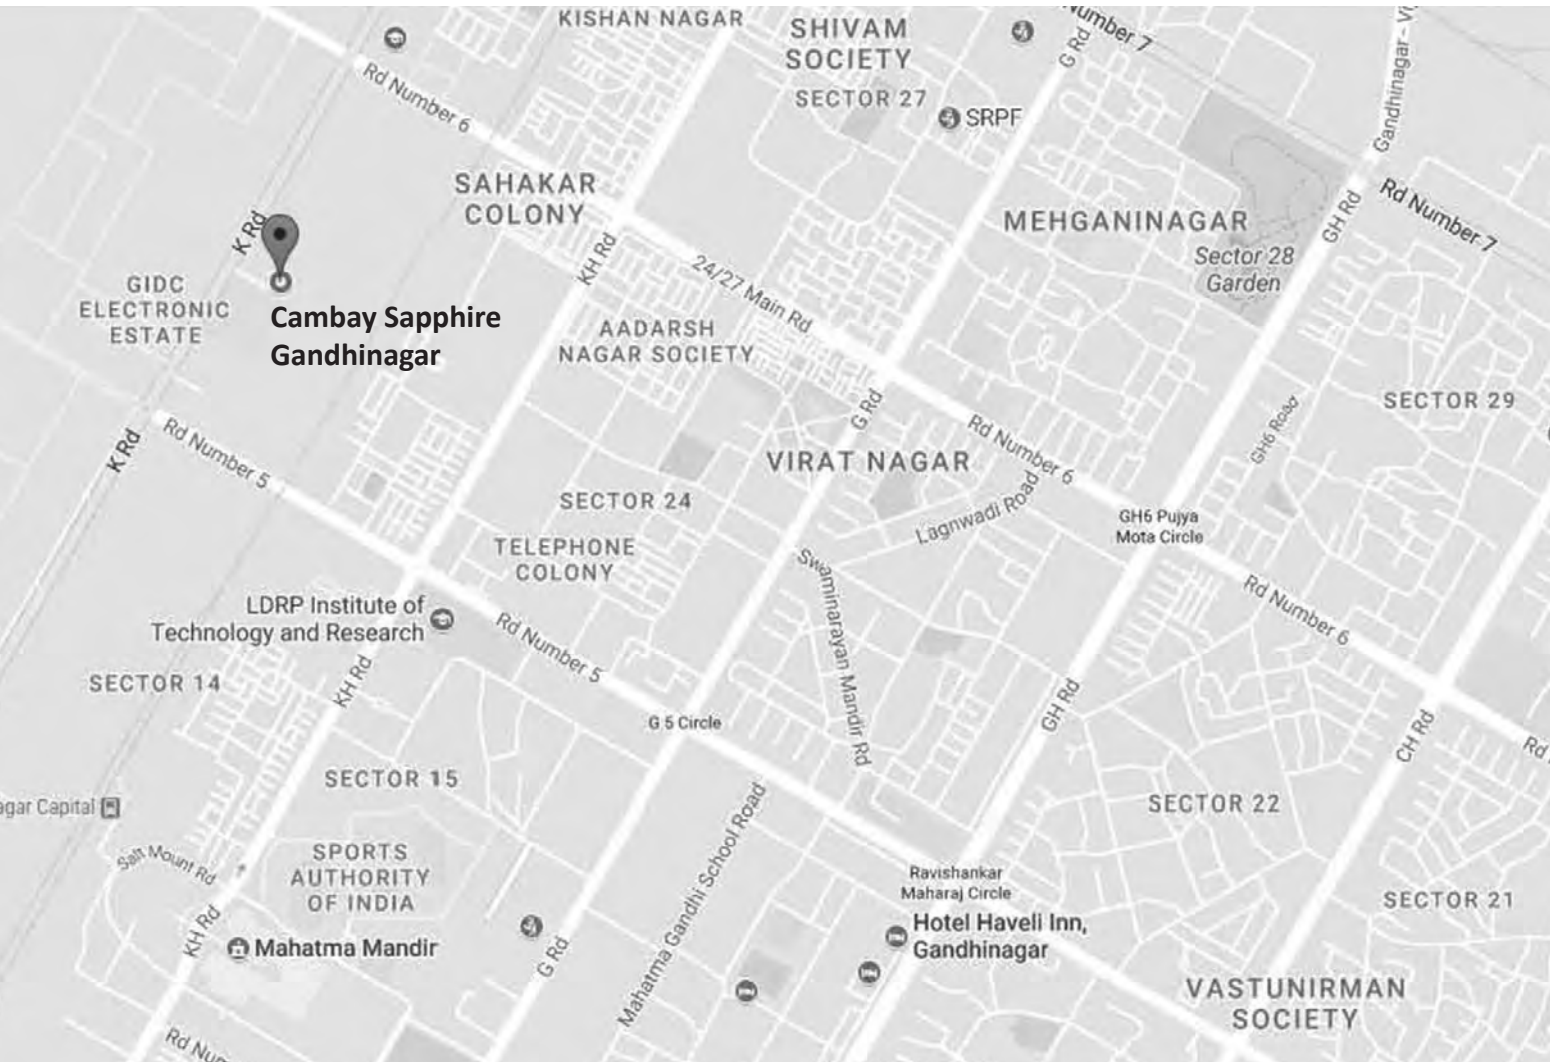 KISHAN NAGAR
SHIVAM
SOCIETY
SECTOR 27
Number 7
G Rd
Gandhinagar - V
Rd Number 6
SRPF
SAHAKAR
COLONY
K Rd
KH Rd
MEHGANINAGAR
Sector 28
Garden
GH Rd
Rd Number 7
GIDC
ELECTRONIC
ESTATE
Cambay Sapphire
Gandhinagar
24/27 Main Rd
AADARSH
NAGAR SOCIETY
G Rd
SECTOR 29
GH6 Road
K Rd
Rd Number 5
VIRAT NAGAR
Rd Number 6
SECTOR 24
Lagnwadi Road
GH6 Pujya
Mota Circle
TELEPHONE
COLONY
Swaminarayan Mandir Rd
LDRP Institute of
Technology and Research
Rd Number 5
Rd Number 6
SECTOR 14
KH Rd
GH Rd
G 5 Circle
CH Rd
Rd
SECTOR 15
agar Capital
SECTOR 22
Mahatma Gandhi School Road
Salt Mount Rd
SPORTS
AUTHORITY
OF INDIA
Ravishankar
Maharaj Circle
SECTOR 21
KH Rd
Mahatma Mandir
G Rd
Hotel Haveli Inn,
Gandhinagar
VASTUNIRMAN
SOCIETY
Rd Num